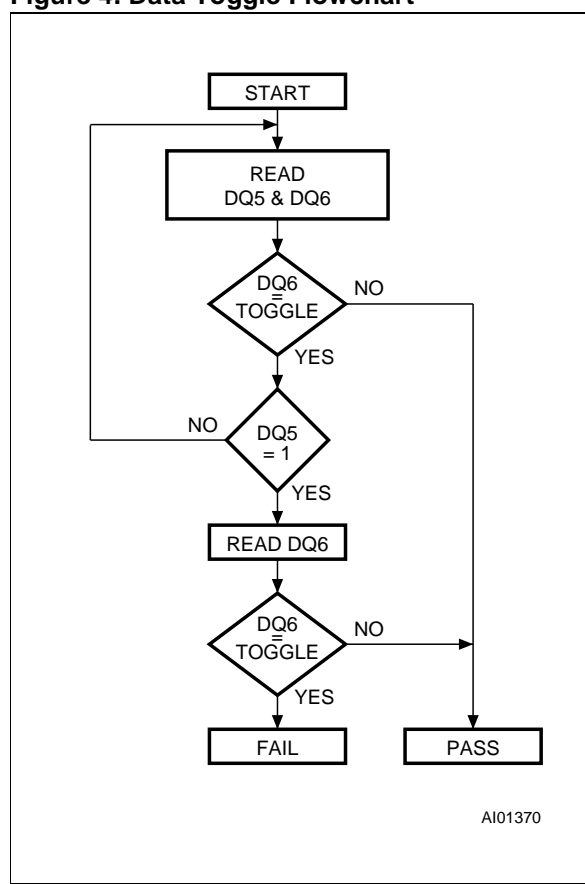 Figure 4. Data Toggle Flowchart
START
READ
DQ5 & DQ6
DQ6
=
TOGGLE
NO
YES
NO
DQ5
= 1
YES
READ DQ6
DQ6
=
TOGGLE
NO
YES
FAIL
PASS
AI01370